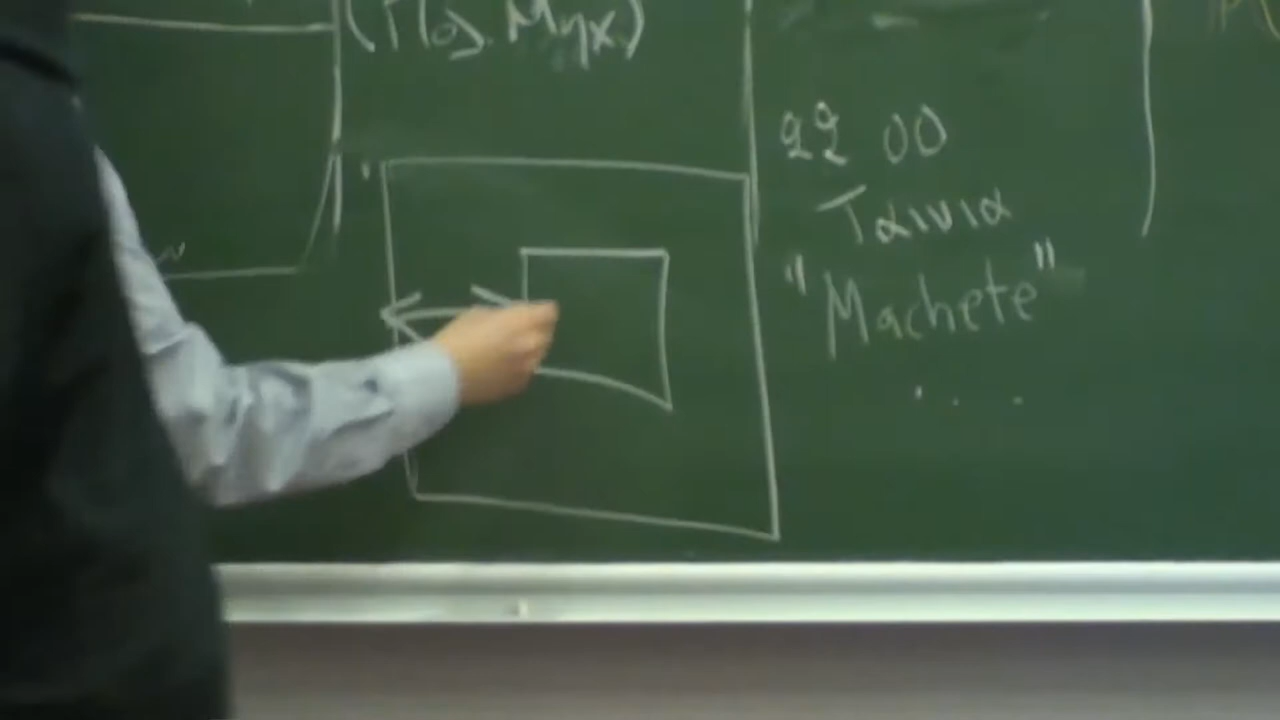 22 00
Ταινια
"Machete"
. . .